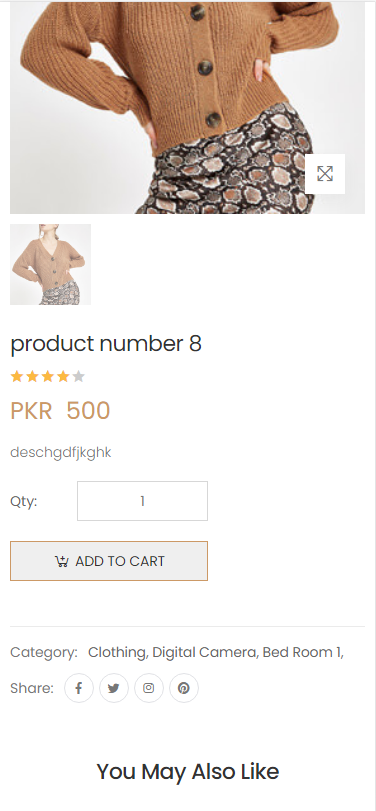 product number 8
PKR 500
deschgdfjkghk
Qty: 1
ADD TO CART
Category: Clothing, Digital Camera, Bed Room 1,
Share:
You May Also Like